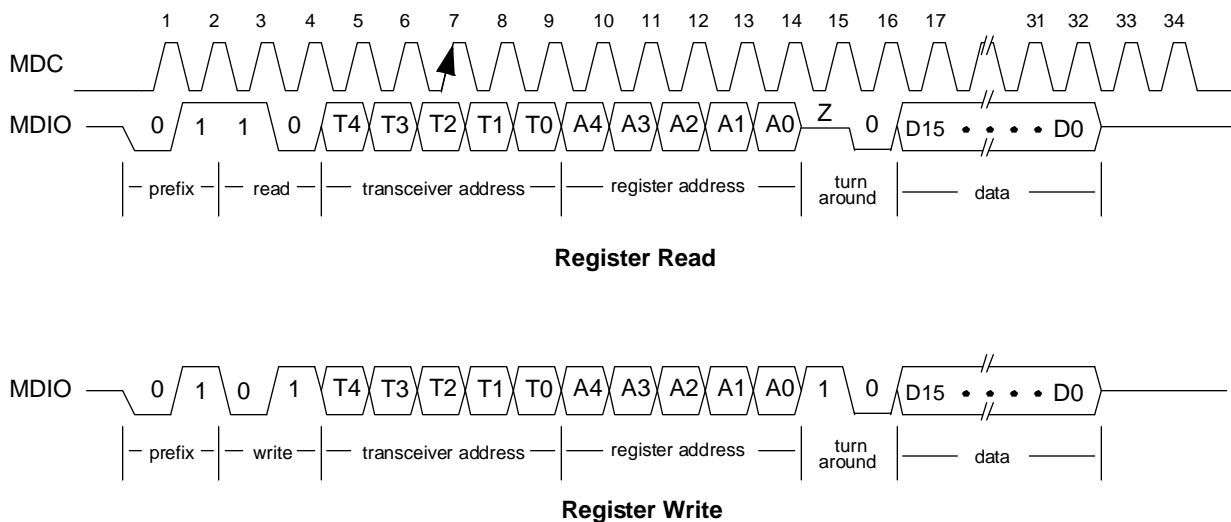 1 2 3 4 5 6 7 8 9 10 11 12 13 14 15 16 17 31 32 33 34
MDC
MDIO 0 1 1 0 T4 T3 T2 T1 T0 A4 A3 A2 A1 A0 Z 0 D15 • • • • D0
prefix read transceiver address register address turn around data
Register Read
MDIO 0 1 0 1 T4 T3 T2 T1 T0 A4 A3 A2 A1 A0 1 0 D15 • • • • D0
prefix write transceiver address register address turn around data
Register Write